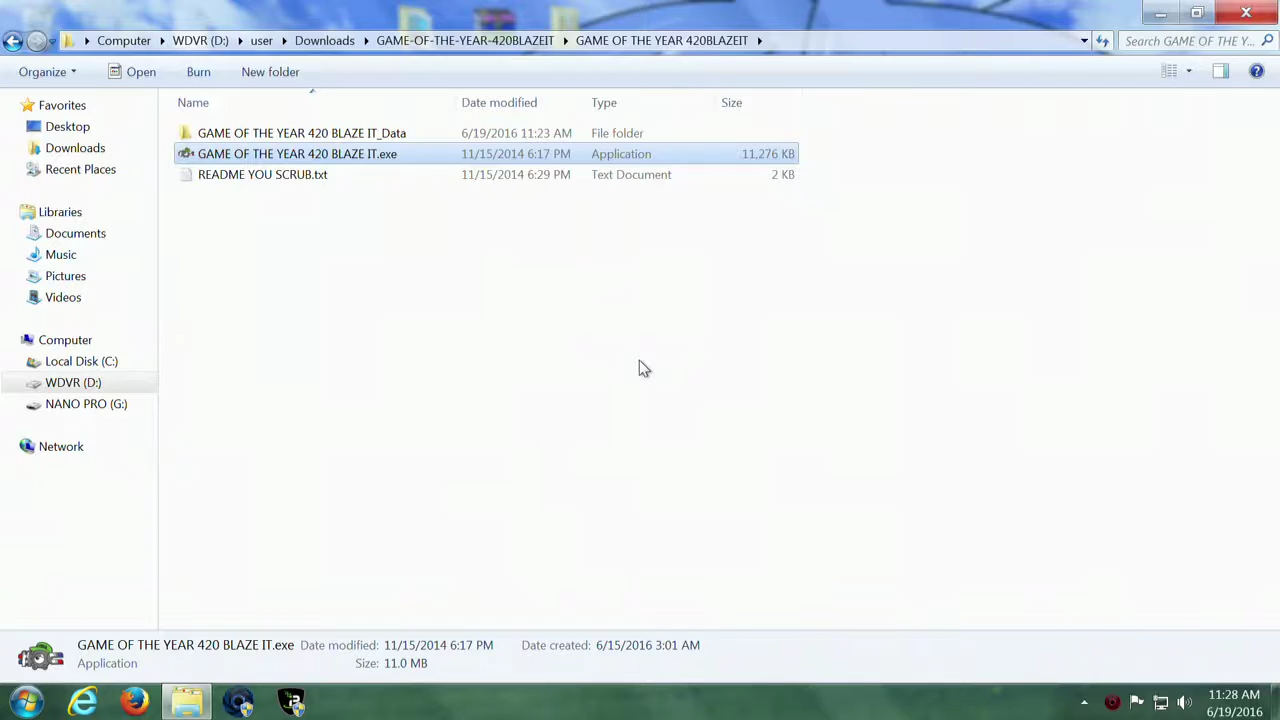 Computer WDVR (D:) user Downloads GAME-OF-THE-YEAR-420BLAZEIT GAME OF THE YEAR 420BLAZEIT Search GAME OF THE Y...
Organize Open Burn New folder
Favorites
Desktop
Downloads
Recent Places
Libraries
Documents
Music
Pictures
Videos
Computer
Local Disk (C:)
WDVR (D:)
NANO PRO (G:)
Network
Name Date modified Type Size
GAME OF THE YEAR 420 BLAZE IT_Data 6/19/2016 11:23 AM File folder
GAME OF THE YEAR 420 BLAZE IT.exe 11/15/2014 6:17 PM Application 11,276 KB
README YOU SCRUB.txt 11/15/2014 6:29 PM Text Document 2 KB
GAME OF THE YEAR 420 BLAZE IT.exe Date modified: 11/15/2014 6:17 PM Date created: 6/15/2016 3:01 AM
Application Size: 11.0 MB
11:28 AM
6/19/2016